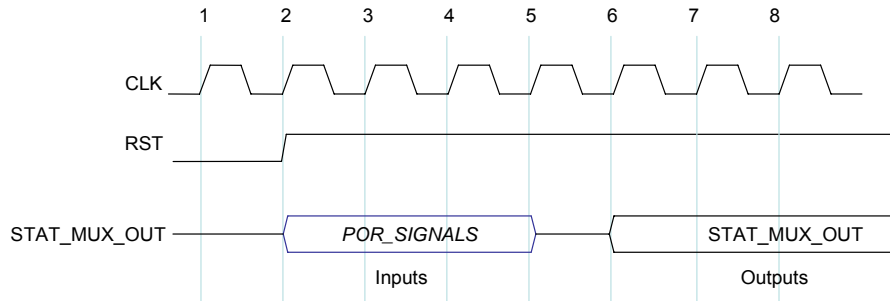 1 2 3 4 5 6 7 8
CLK
RST
STAT_MUX_OUT POR_SIGNALS STAT_MUX_OUT
Inputs Outputs